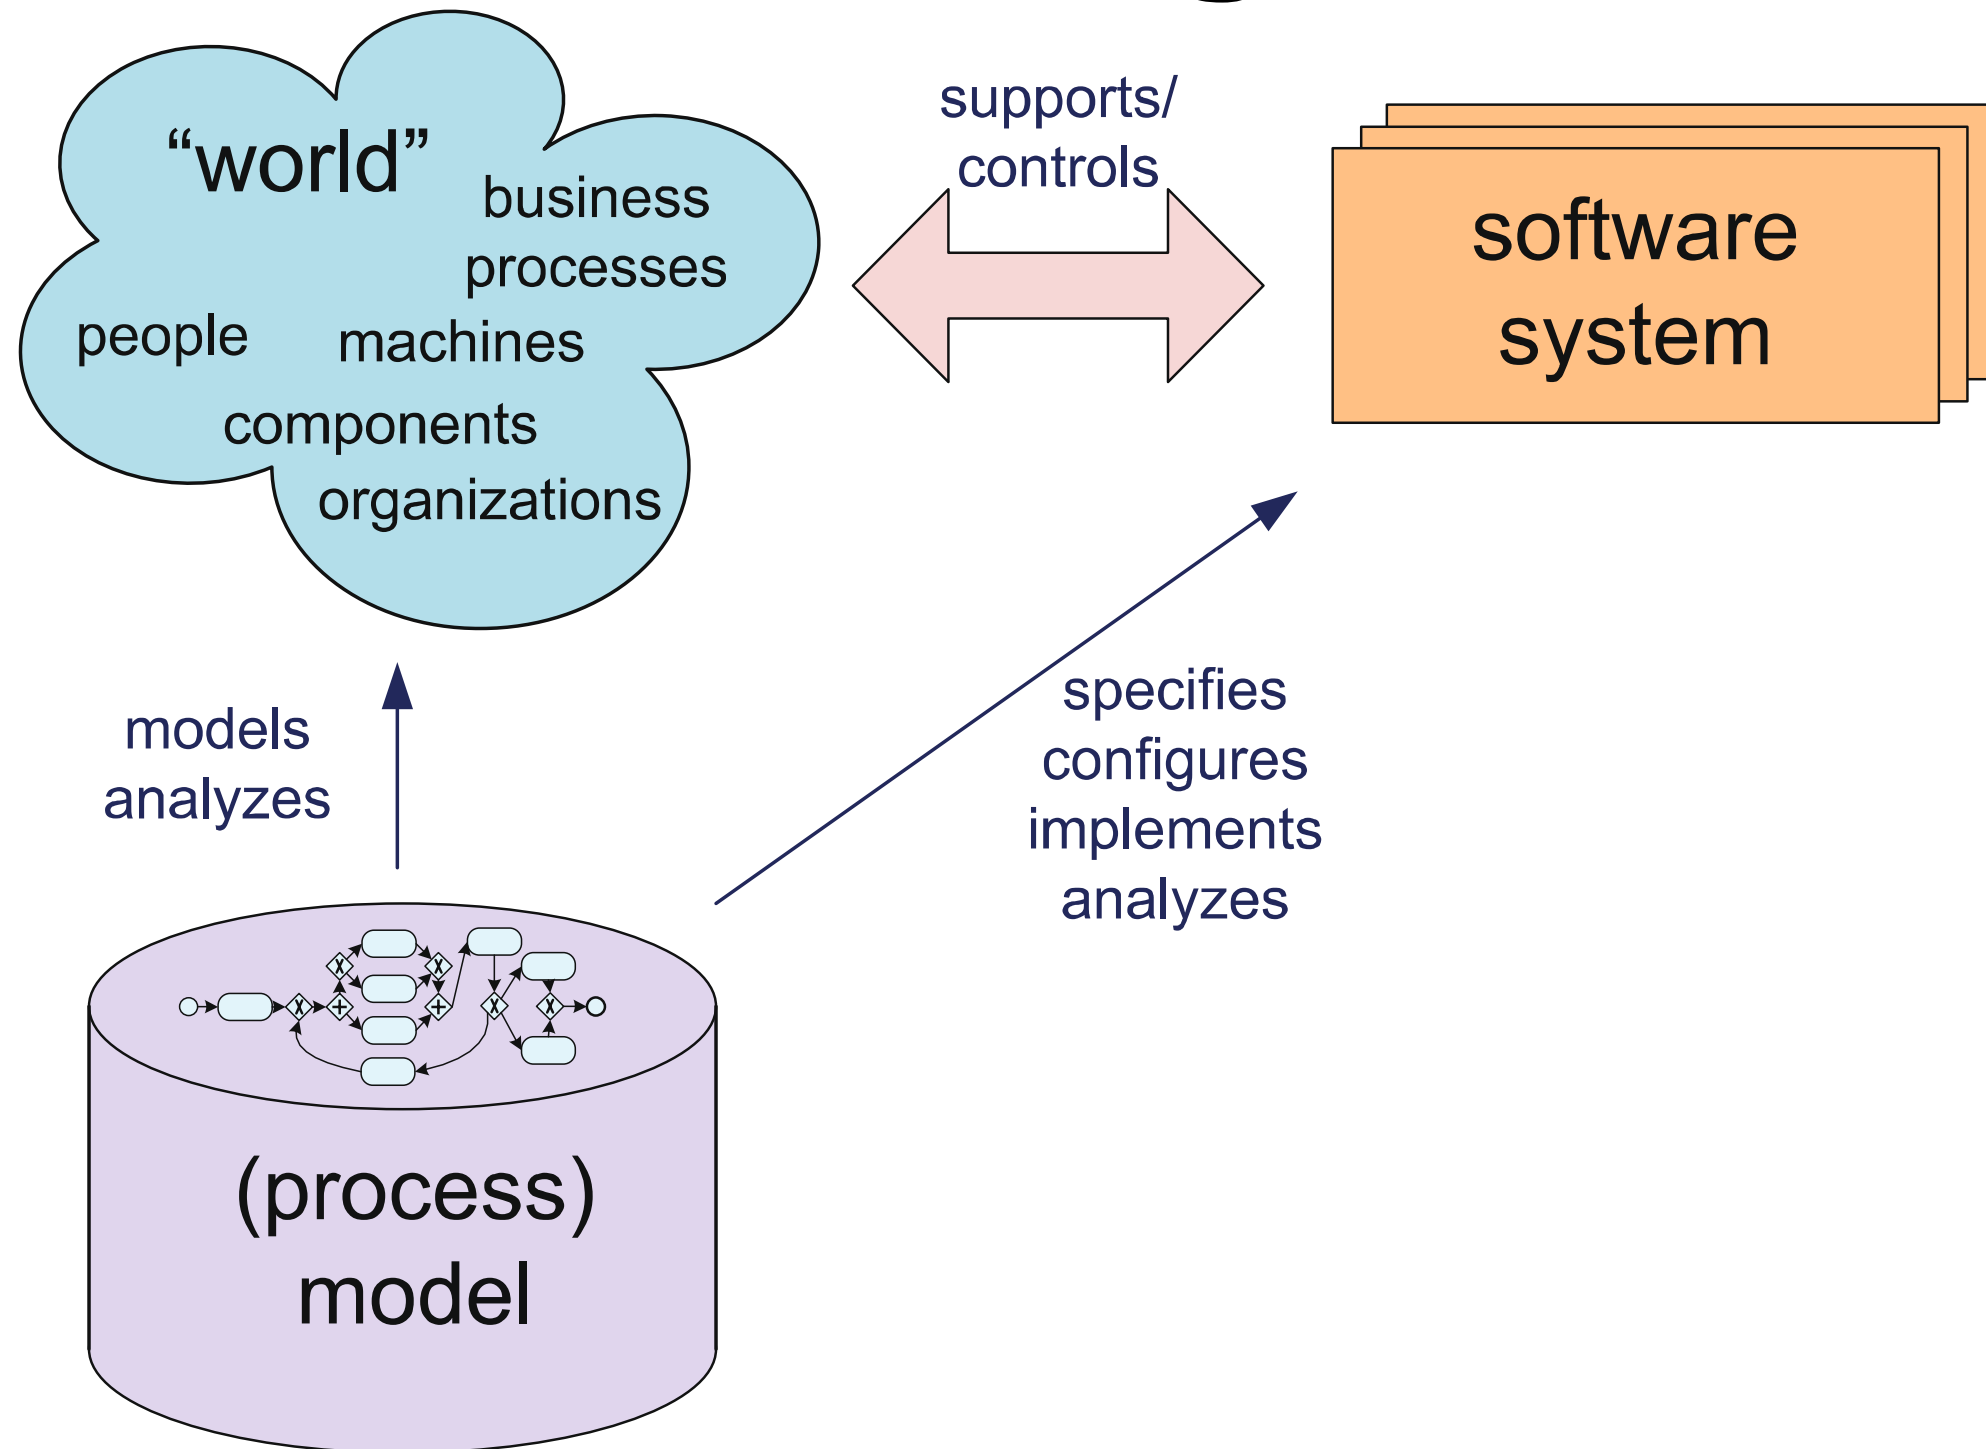 “world”
business
processes
people
machines
components
organizations
supports/
controls
software
system
models
analyzes
specifies
configures
implements
analyzes
(process)
model